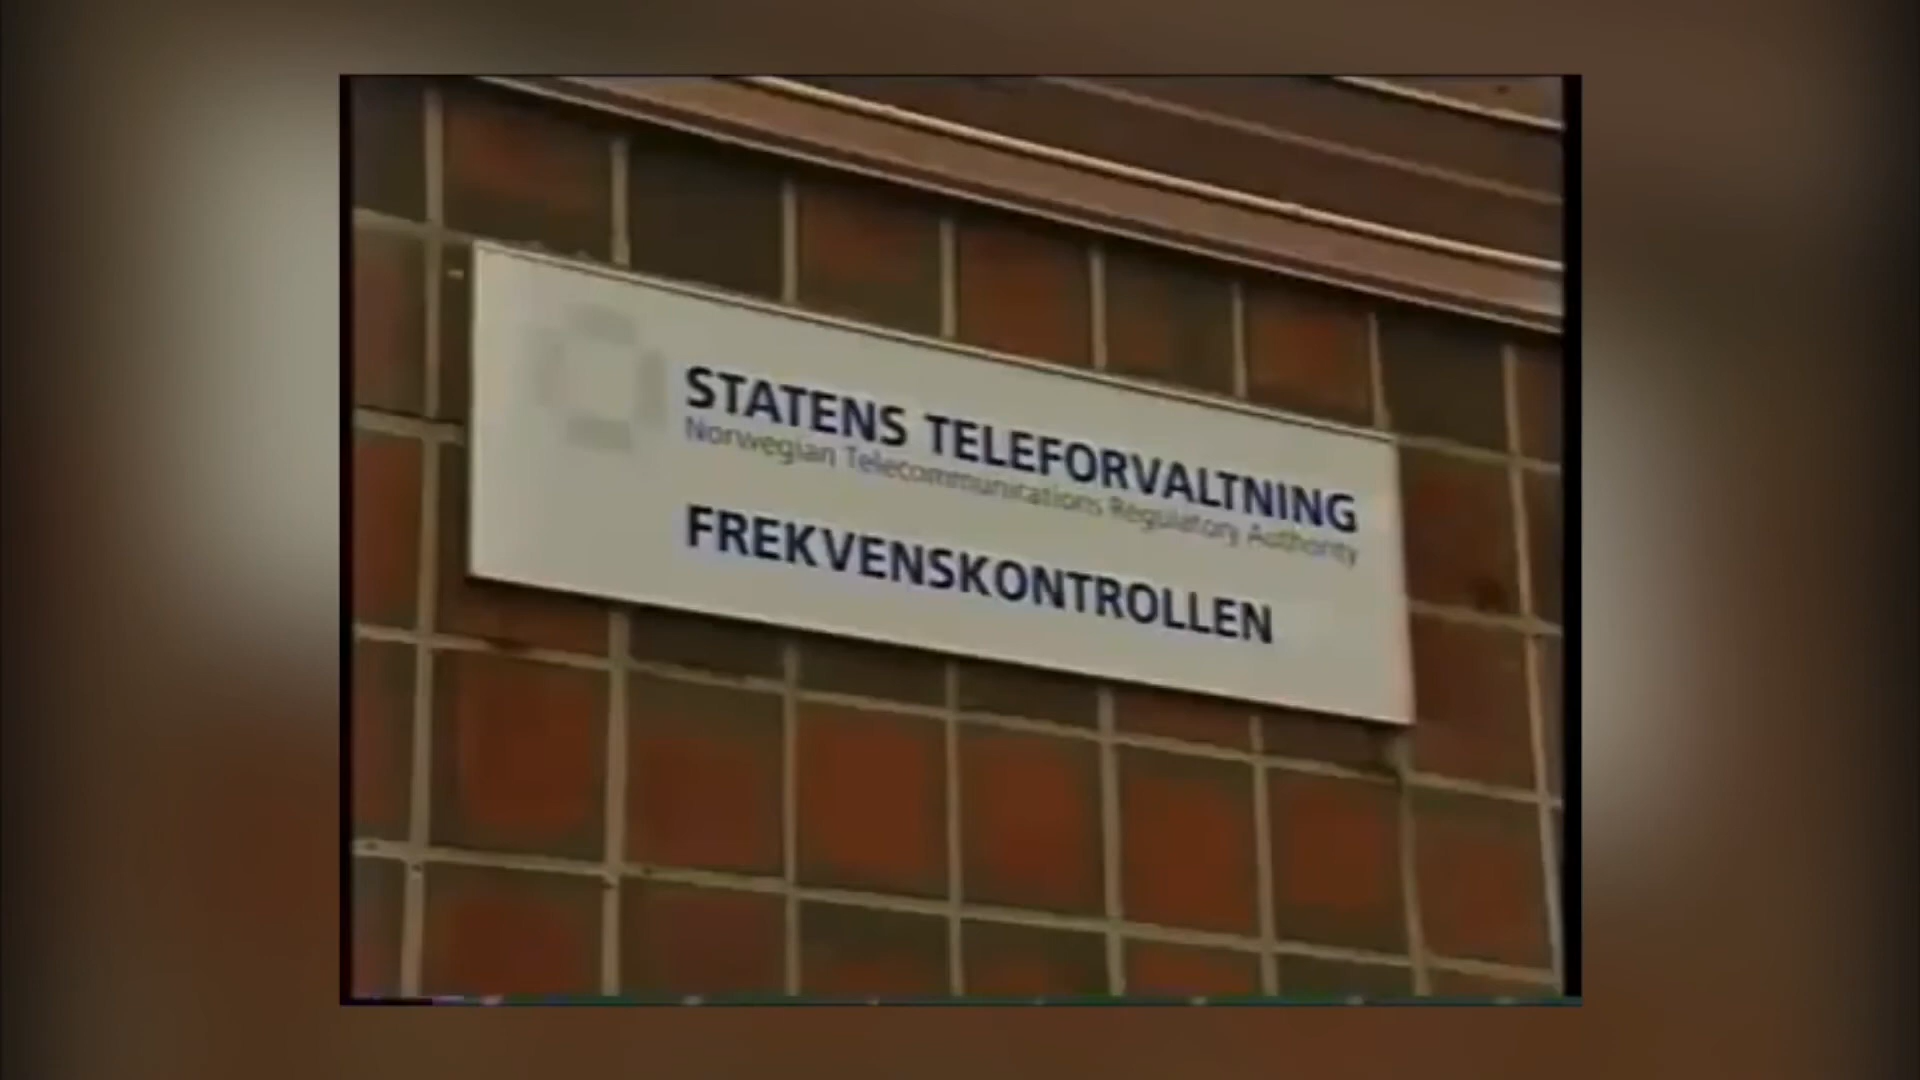 STATENS TELEFORVALTNING
Norwegian Telecommunications Regulatory Authority
FREKVENSKONTROLLEN